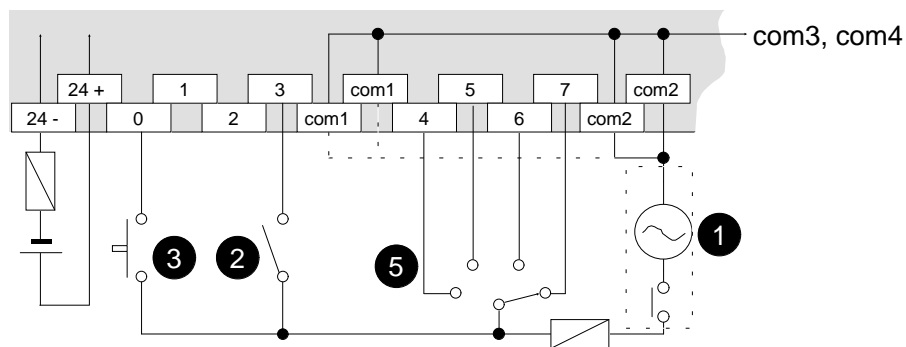 com3, com4
24 + 1 3 com1 5 7 com2
24 - 0 2 com1 4 6 com2
3 2 5 1